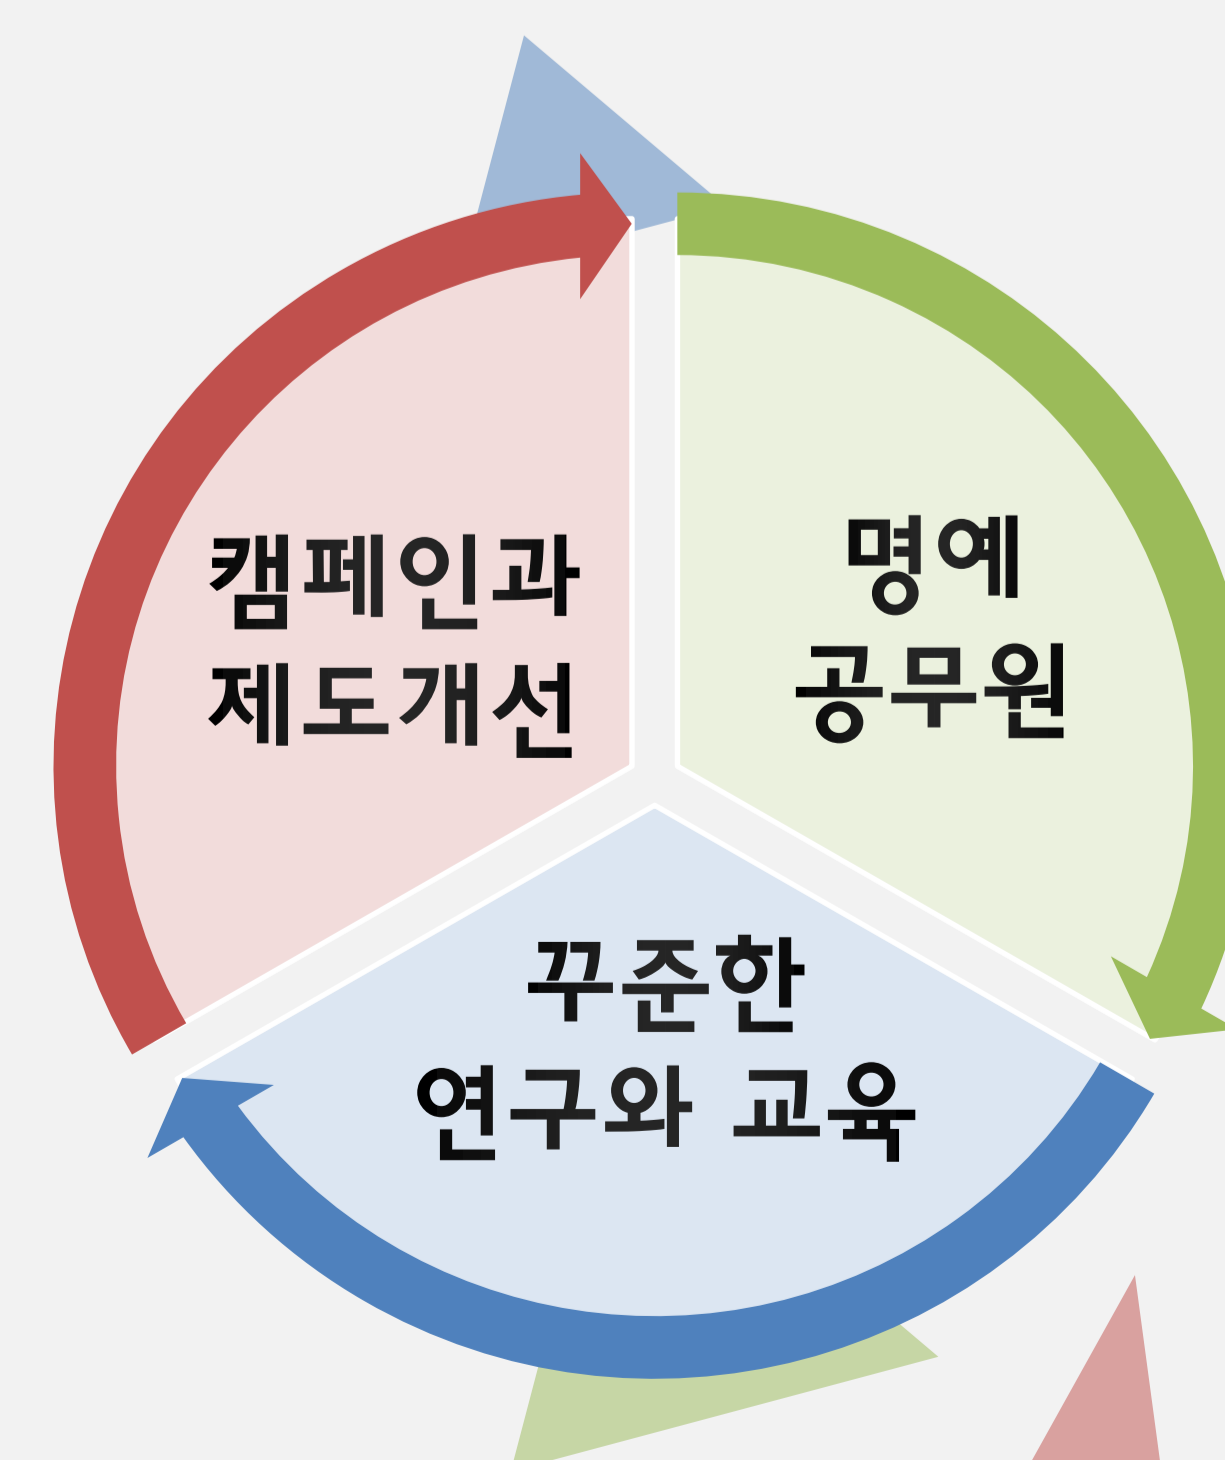 캠페인과
제도개선
명예
공무원
꾸준한
연구와 교육